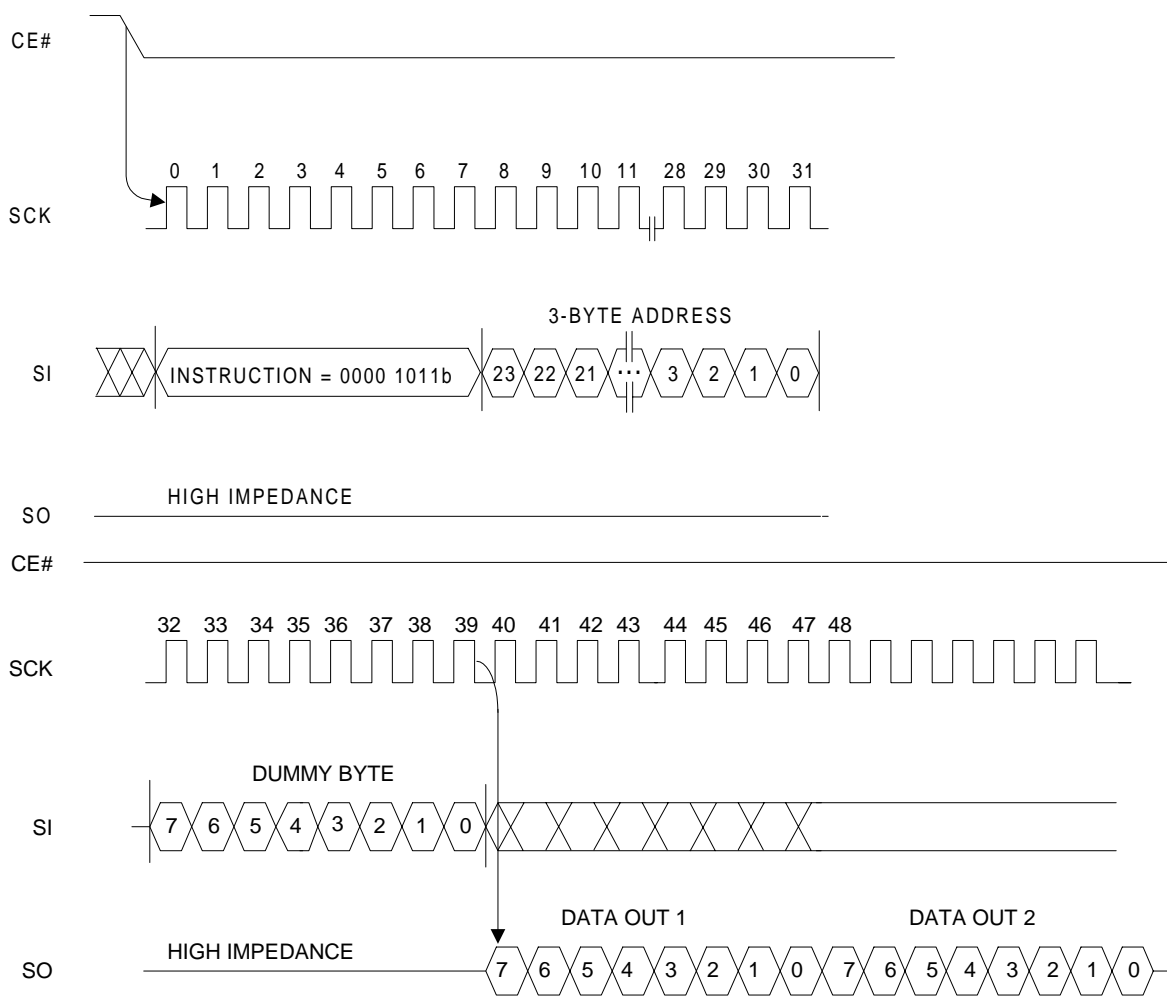 CE#
0 1 2 3 4 5 6 7 8 9 10 11 28 29 30 31
SCK
3-BYTE ADDRESS
SI INSTRUCTION = 0000 1011b 23 22 21 ... 3 2 1 0
HIGH IMPEDANCE
SO
CE#
32 33 34 35 36 37 38 39 40 41 42 43 44 45 46 47 48
SCK
DUMMY BYTE
SI 7 6 5 4 3 2 1 0
DATA OUT 1 DATA OUT 2
HIGH IMPEDANCE
SO 7 6 5 4 3 2 1 0 7 6 5 4 3 2 1 0